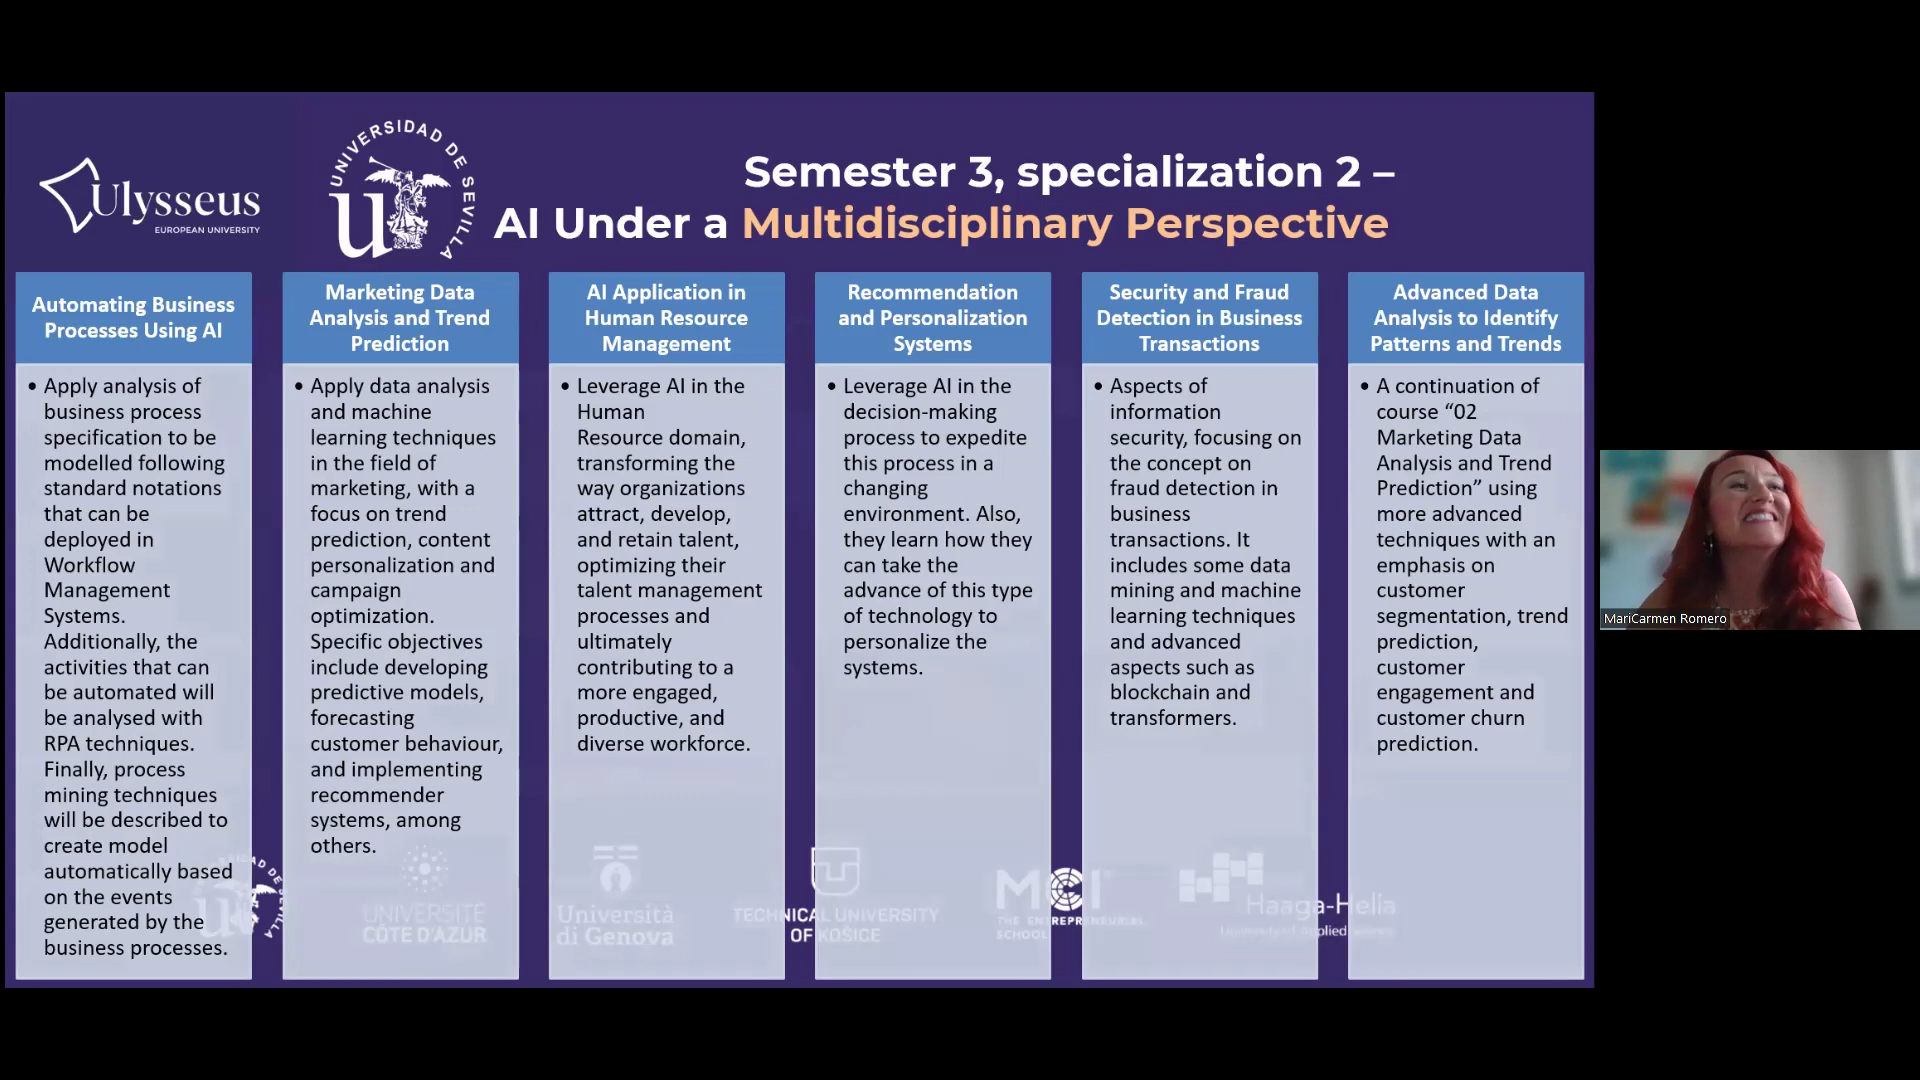 Ulysseus
EUROPEAN UNIVERSITY
UNIVERSIDAD DE SEVILLA
Semester 3, specialization 2 –
AI Under a Multidisciplinary Perspective
Automating Business
Processes Using AI
• Apply analysis of
business process
specification to be
modelled following
standard notations
that can be
deployed in
Workflow
Management
Systems.
Additionally, the
activities that can
be automated will
be analysed with
RPA techniques.
Finally, process
mining techniques
will be described to
create model
automatically based
on the events
generated by the
business processes.
Marketing Data
Analysis and Trend
Prediction
• Apply data analysis
and machine
learning techniques
in the field of
marketing, with a
focus on trend
prediction, content
personalization and
campaign
optimization.
Specific objectives
include developing
predictive models,
forecasting
customer behaviour,
and implementing
recommender
systems, among
others.
AI Application in
Human Resource
Management
• Leverage AI in the
Human
Resource domain,
transforming the
way organizations
attract, develop,
and retain talent,
optimizing their
talent management
processes and
ultimately
contributing to a
more engaged,
productive, and
diverse workforce.
Recommendation
and Personalization
Systems
• Leverage AI in the
decision-making
process to expedite
this process in a
changing
environment. Also,
they learn how they
can take the
advance of this type
of technology to
personalize the
systems.
Security and Fraud
Detection in Business
Transactions
• Aspects of
information
security, focusing on
the concept on
fraud detection in
business
transactions. It
includes some data
mining and machine
learning techniques
and advanced
aspects such as
blockchain and
transformers.
Advanced Data
Analysis to Identify
Patterns and Trends
• A continuation of
course “02
Marketing Data
Analysis and Trend
Prediction” using
more advanced
techniques with an
emphasis on
customer
segmentation, trend
prediction,
customer
engagement and
customer churn
prediction.
UNIVERSITÉ
CÔTE D'AZUR
Università
di Genova
TECHNICAL UNIVERSITY
OF KOŠICE
MCI
THE ENTREPRENEURIAL
SCHOOL
Haaga-Helia
University of Applied Sciences
MariCarmen Romero